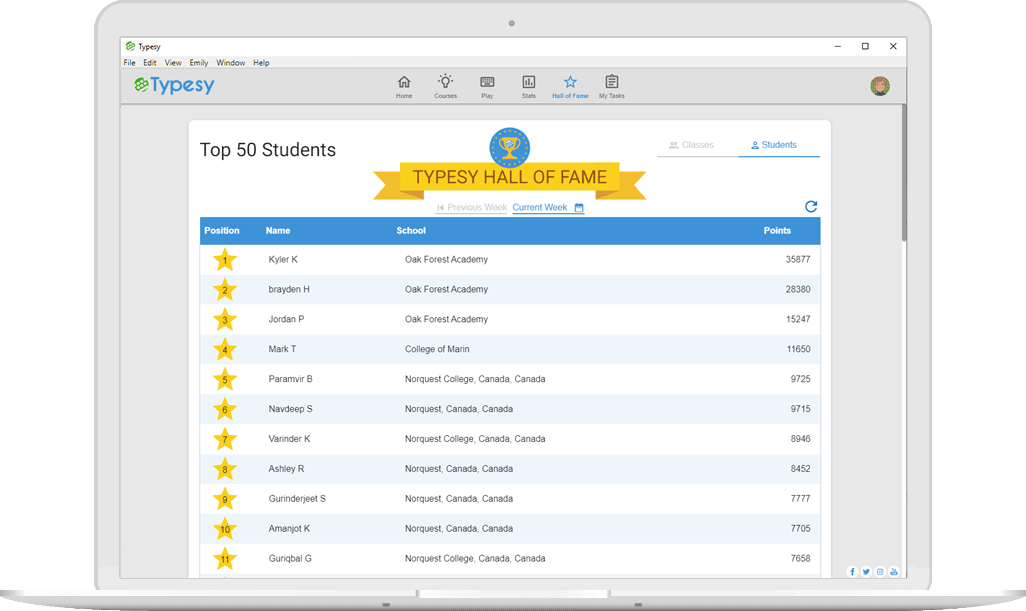 Typesy
File Edit View Emily Window Help
Typesy
Home Courses Play Stats Hall of Fame My Tasks
Top 50 Students
TYPESY HALL OF FAME
Classes Students
Previous Week Current Week
Position Name School Points
1 Kyler K Oak Forest Academy 35877
2 brayden H Oak Forest Academy 28380
3 Jordan P Oak Forest Academy 15247
4 Mark T College of Marin 11650
5 Paramvir B Norquest College, Canada, Canada 9725
6 Navdeep S Norquest, Canada, Canada 9715
7 Varinder K Norquest College, Canada, Canada 8946
8 Ashley R Norquest, Canada, Canada 8452
9 Gurinderjeet S Norquest, Canada, Canada 7777
10 Amanjot K Norquest, Canada, Canada 7705
11 Guriqbal G Norquest College, Canada, Canada 7658